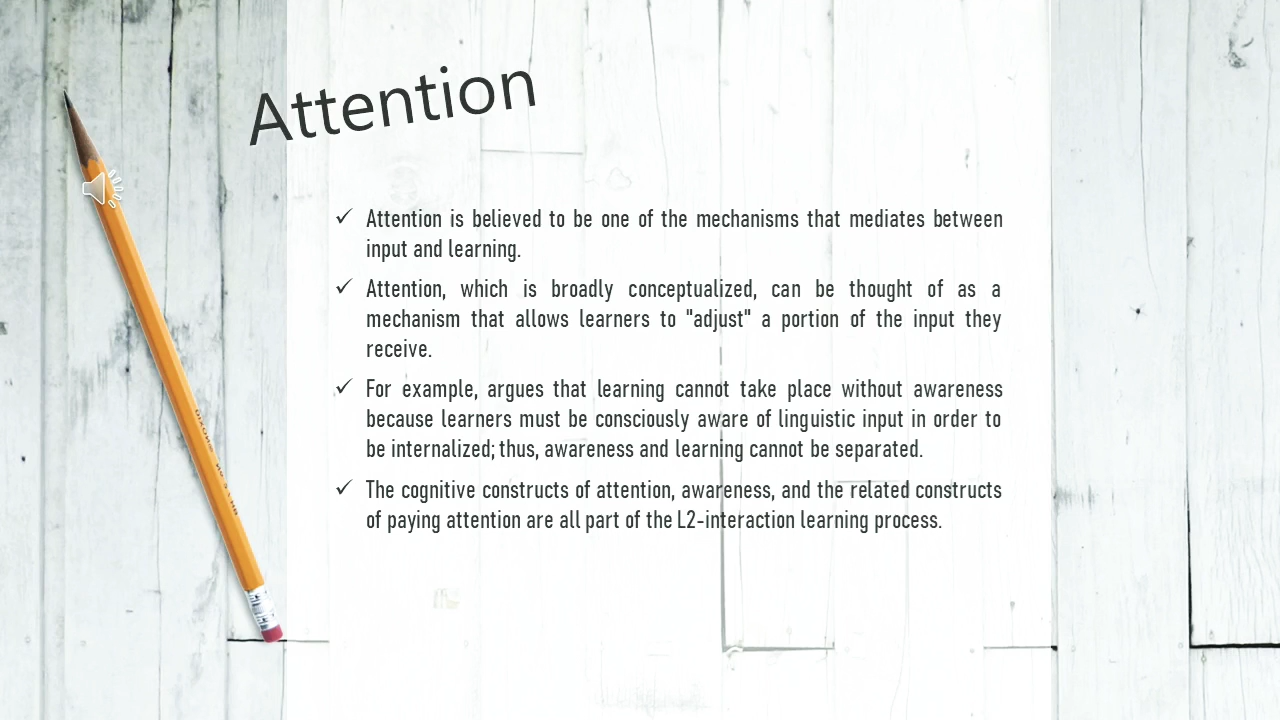 Attention
✓ Attention is believed to be one of the mechanisms that mediates between
input and learning.
✓ Attention, which is broadly conceptualized, can be thought of as a
mechanism that allows learners to "adjust" a portion of the input they
receive.
✓ For example, argues that learning cannot take place without awareness
because learners must be consciously aware of linguistic input in order to
be internalized; thus, awareness and learning cannot be separated.
✓ The cognitive constructs of attention, awareness, and the related constructs
of paying attention are all part of the L2-interaction learning process.